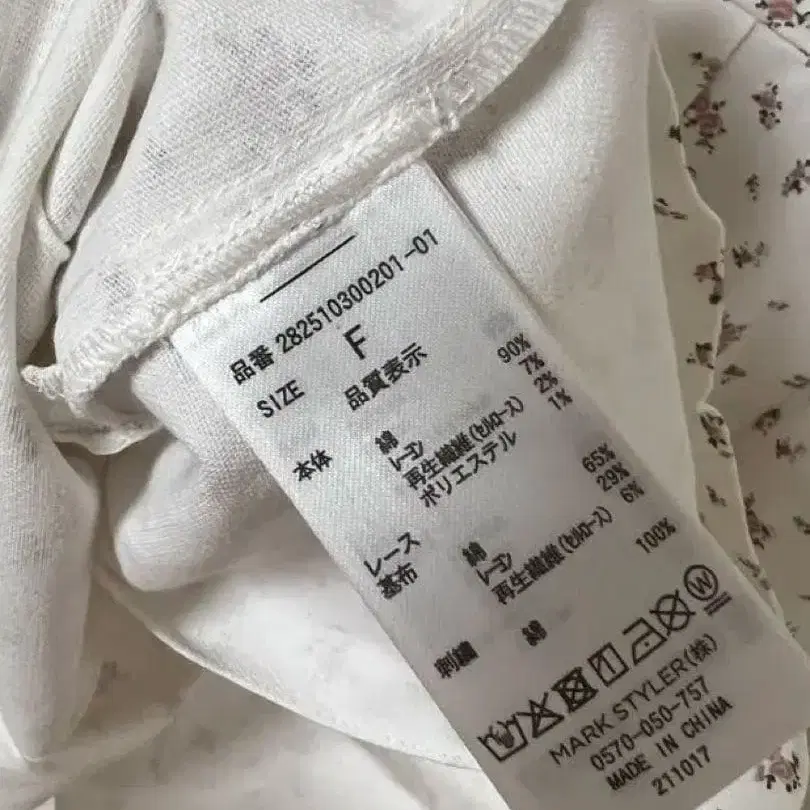 品番 282510300201-01
SIZE F
品質表示
本体 綿 90%
レーヨン 7%
再生繊維(セルロース) 2%
ポリエステル 1%
レース 綿 65%
基布 レーヨン 29%
再生繊維(セルロース) 6%
刺繍 綿 100%
W
MARK STYLER(株)
0570-050-757
MADE IN CHINA
211017